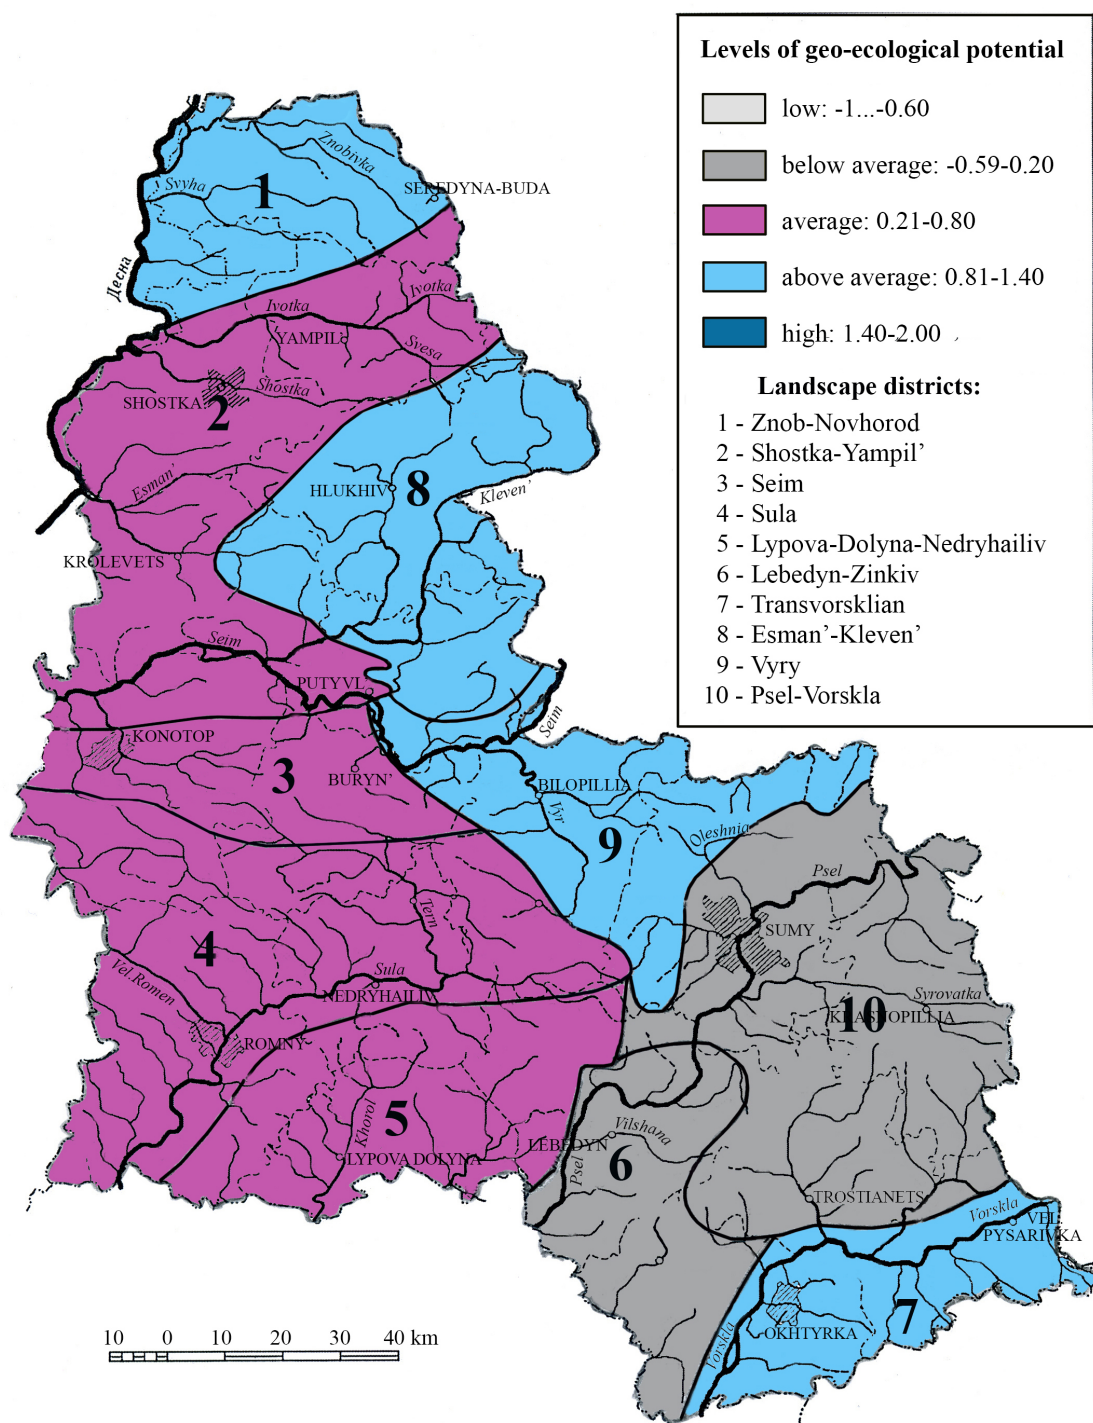 Levels of geo-ecological potential
low: -1...-0.60
below average: -0.59-0.20
average: 0.21-0.80
above average: 0.81-1.40
high: 1.40-2.00
Landscape districts:
1 - Znob-Novhorod
2 - Shostka-Yampil’
3 - Seim
4 - Sula
5 - Lypova-Dolyna-Nedryhailiv
6 - Lebedyn-Zinkiv
7 - Transvorsklian
8 - Esman’-Kleven’
9 - Vyry
10 - Psel-Vorskla
Znobivka
Svyha
1
SEREDYNA-BUDA
Десна
Ivotka
Ivotka
YAMPIL’
Svesa
Shostka
SHOSTKA
2
Esman’
HLUKHIV
8
Kleven’
KROLEVETS
Seim
PUTYVL’
Seim
KONOTOP
3
BURYN’
BILOPILLIA
Vyr
9
Oleshnia
Psel
Tern
SUMY
4
Vel.Romen
Sula
NEDRYHAILIV
Syrovatka
10
KRASNOPILLIA
ROMNY
Khorol
5
LYPOVA DOLYNA
LEBEDYN
Vilshana
Psel
6
TROSTIANETS
Vorskla
VEL.
PYSARIVKA
7
OKHTYRKA
Vorskla
10 0 10 20 30 40 km